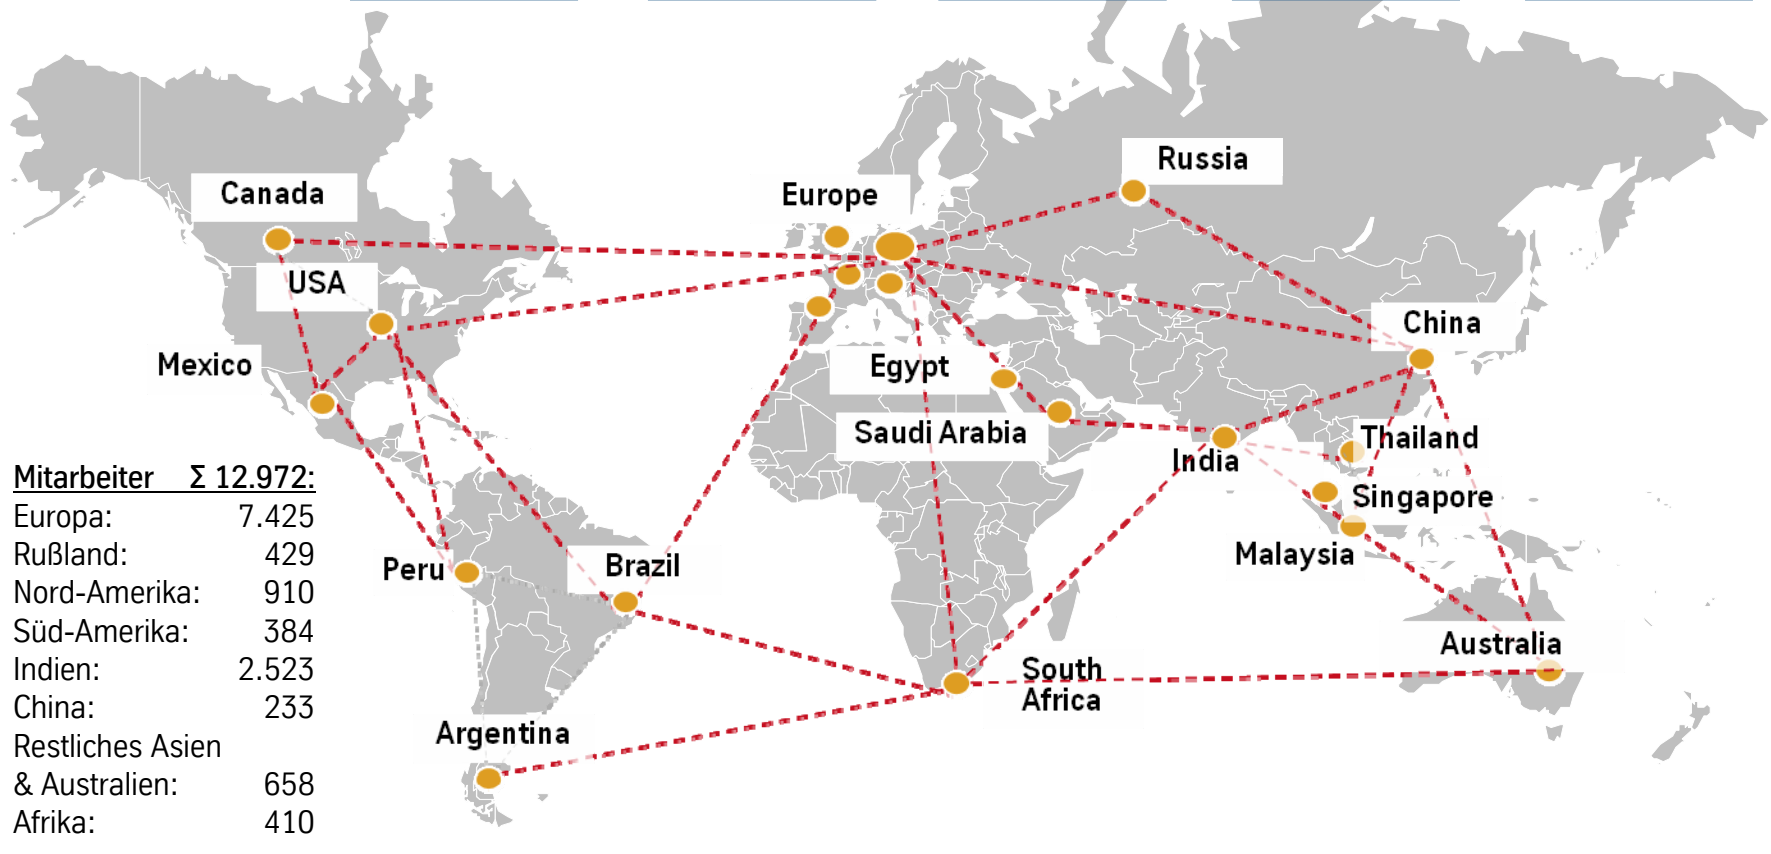 Russia
Canada
Europe
USA
China
Mexico
Egypt
Saudi Arabia
Thailand
India
Singapore
Malaysia
Peru
Brazil
Australia
South
Africa
Argentina
Mitarbeiter Σ 12.972:
Europa: 7.425
Rußland: 429
Nord-Amerika: 910
Süd-Amerika: 384
Indien: 2.523
China: 233
Restliches Asien
& Australien: 658
Afrika: 410